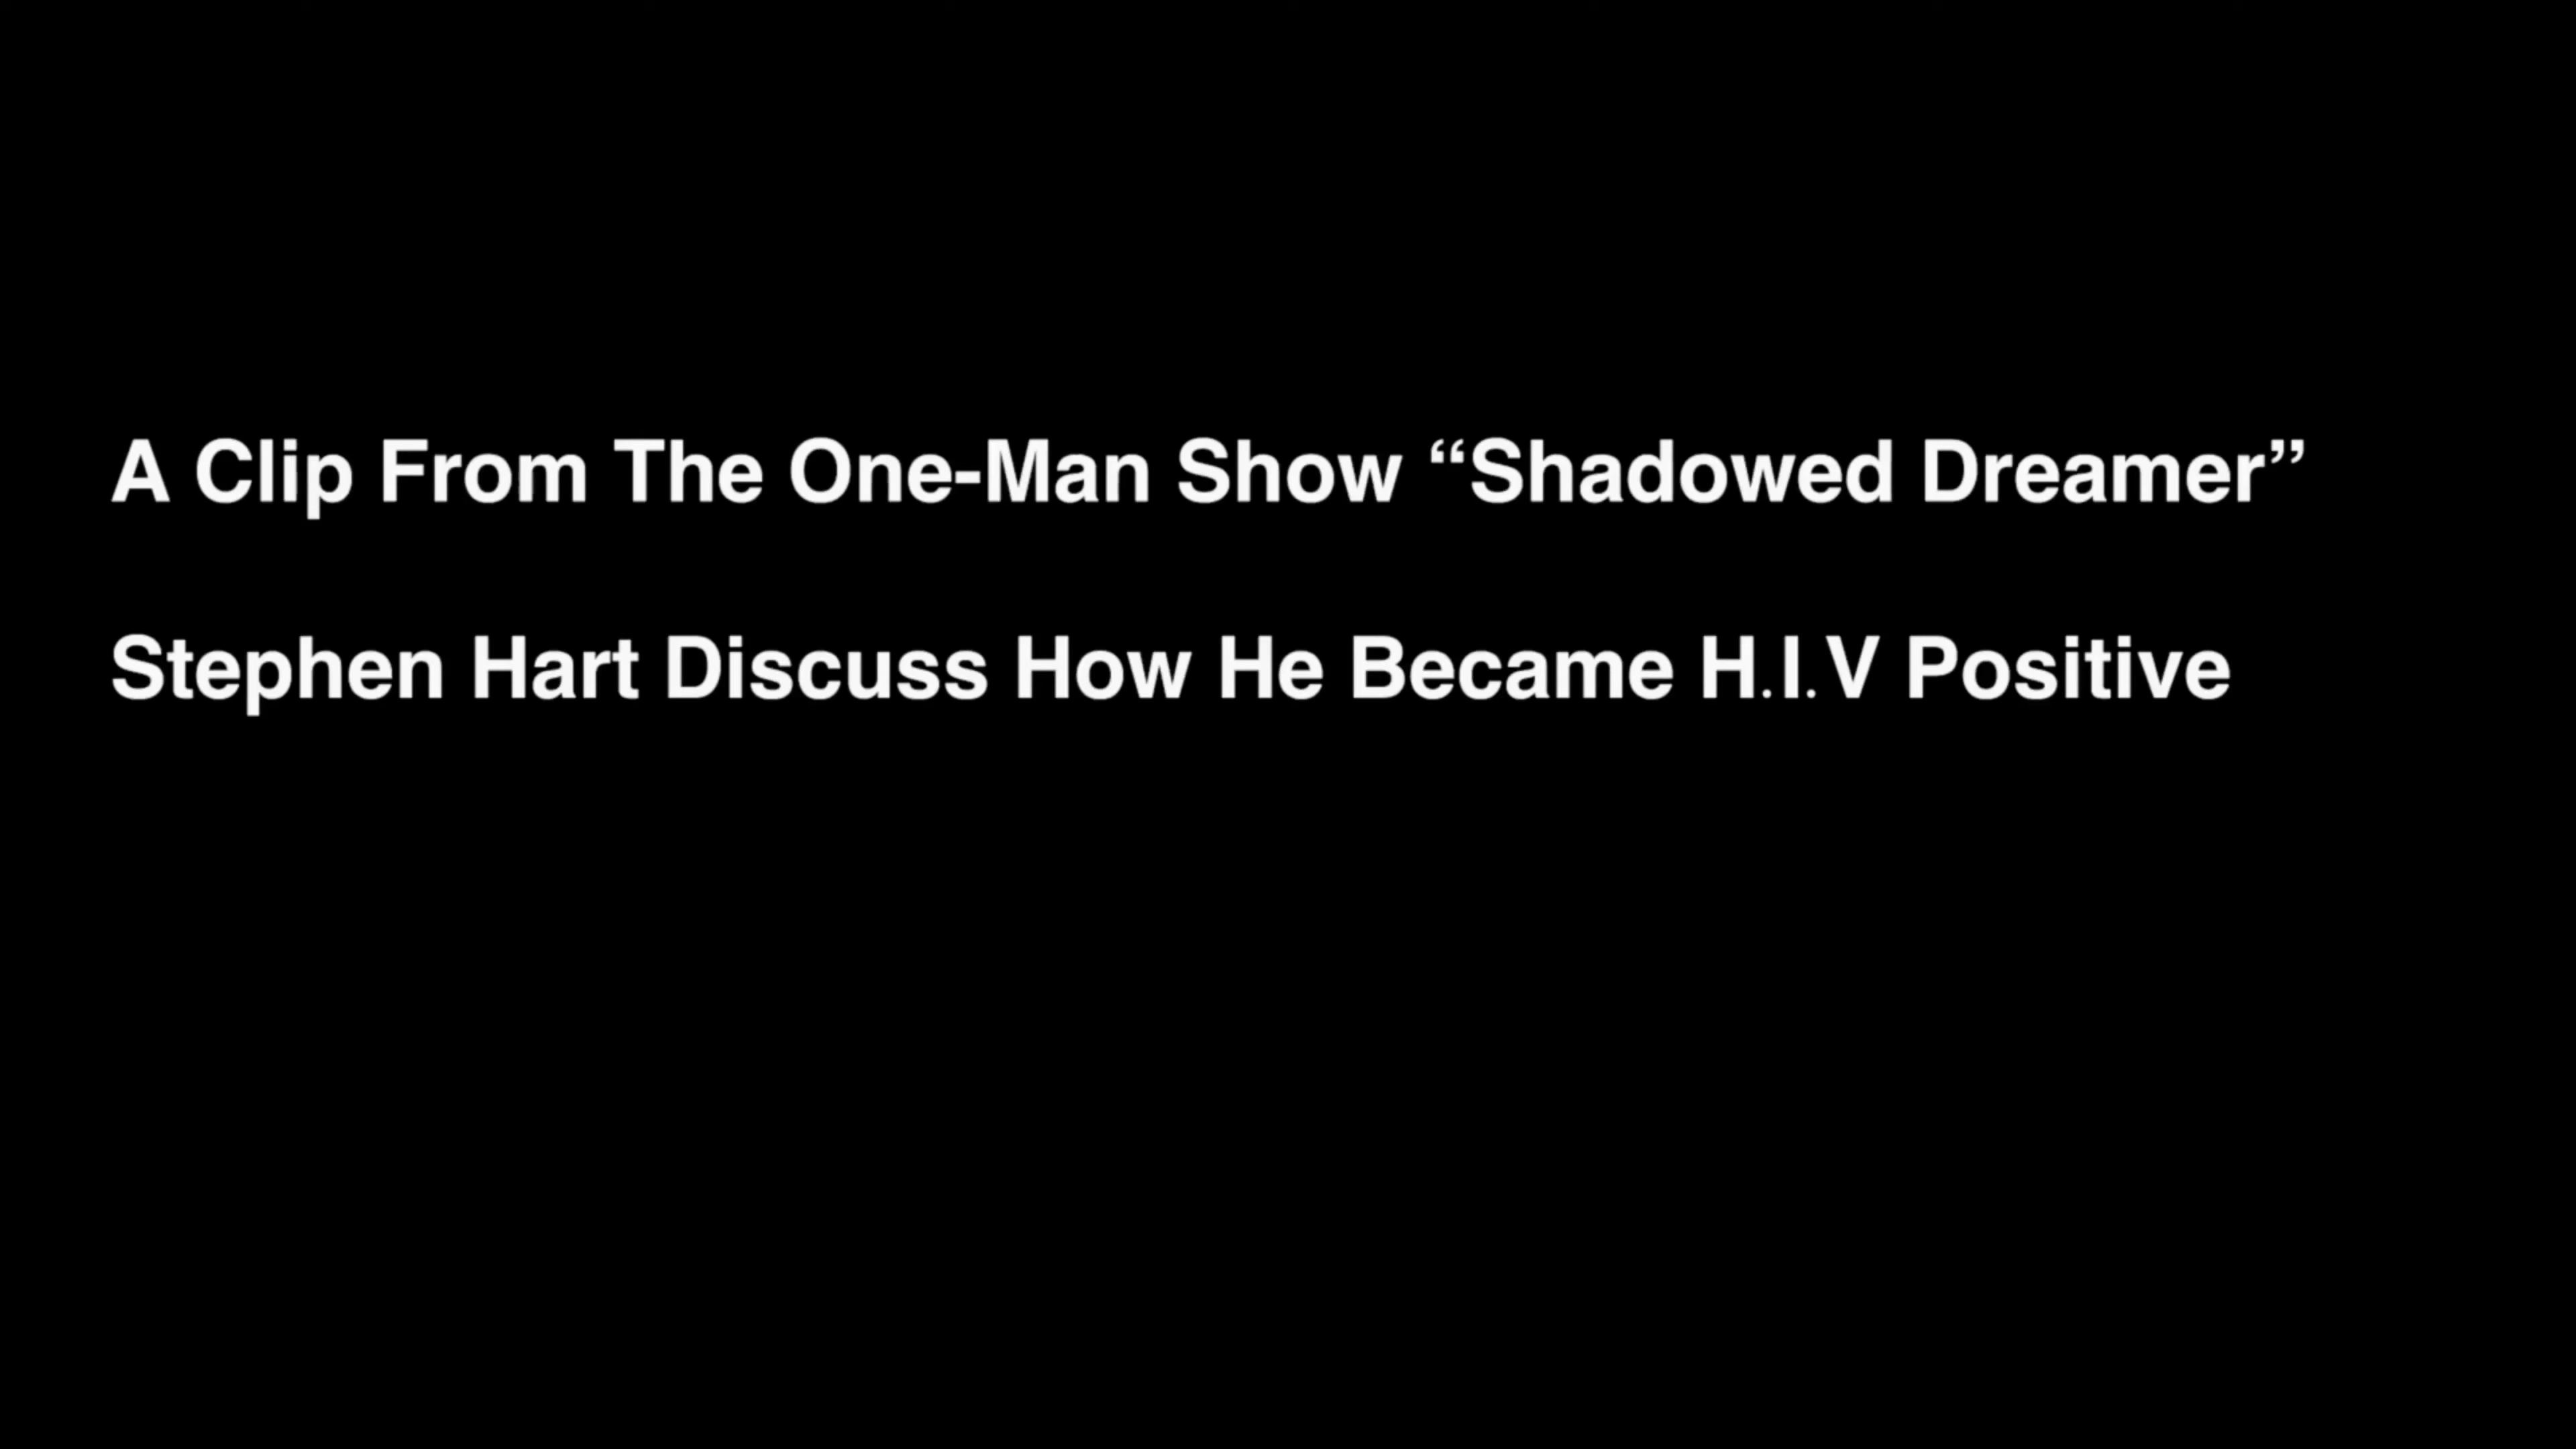 A Clip From The One-Man Show “Shadowed Dreamer”
Stephen Hart Discuss How He Became H.I.V Positive